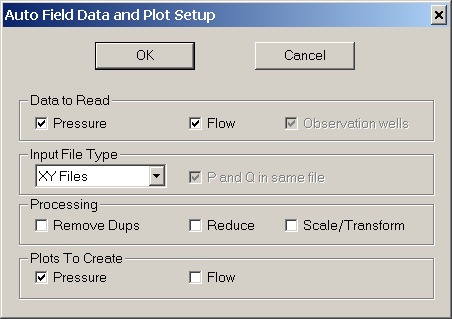 Auto Field Data and Plot Setup
OK Cancel
Data to Read
Pressure Flow Observation wells
Input File Type
XY Files P and Q in same file
Processing
Remove Dups Reduce Scale/Transform
Plots To Create
Pressure Flow